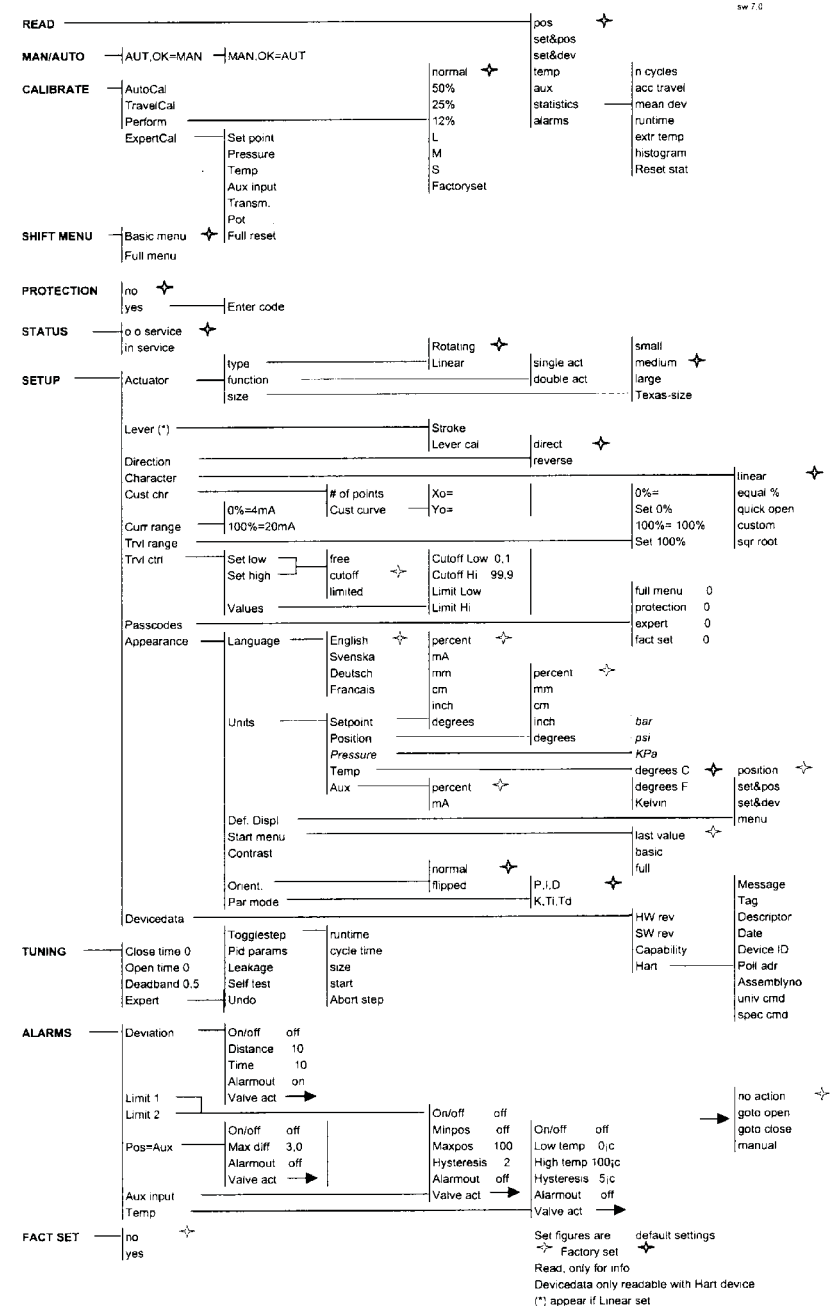 sw 7.0
READ pos
set&pos
MAN/AUTO AUT,OK=MAN MAN,OK=AUT set&dev
normal temp n cycles
CALIBRATE AutoCal 50% aux acc travel
TravelCal 25% statistics mean dev
Perform 12% alarms runtime
ExpertCal Set point L extr temp
Pressure M histogram
Temp S Reset stat
Aux input Factoryset
Transm.
Pot
SHIFT MENU Basic menu Full reset
Full menu
PROTECTION no
yes Enter code
STATUS o o service
in service Rotating small
type Linear single act medium
SETUP Actuator function double act large
size Texas-size
Lever (*) Stroke
Lever cal direct
Direction reverse
Character linear
Cust chr # of points Xo= 0%= equal %
0%=4mA Cust curve Yo= Set 0% quick open
Curr range 100%=20mA 100%= 100% custom
Trvl range Set 100% sqr root
Trvl ctrl Set low free Cutoff Low 0,1
Set high cutoff Cutoff Hi 99,9
limited Limit Low full menu 0
Values Limit Hi protection 0
Passcodes expert 0
Appearance Language English percent fact set 0
Svenska mA
Deutsch mm percent
Francais cm mm
inch cm
Units Setpoint degrees inch bar
Position degrees psi
Pressure KPa
Temp degrees C position
Aux percent degrees F set&pos
mA Kelvin set&dev
Def. Displ menu
Start menu last value
Contrast basic
normal full
Orient. flipped P,I,D Message
Par mode K,Ti,Td Tag
Devicedata HW rev Descriptor
Togglestep runtime SW rev Date
TUNING Close time 0 Pid params cycle time Capability Device ID
Open time 0 Leakage size Hart Poll adr
Deadband 0.5 Self test start Assemblyno
Expert Undo Abort step univ cmd
spec cmd
ALARMS Deviation On/off off
Distance 10
Time 10
Alarmout on
Limit 1 Valve act no action
Limit 2 On/off off goto open
On/off off Minpos off On/off off goto close
Pos=Aux Max diff 3,0 Maxpos 100 Low temp 0¡c manual
Alarmout off Hysteresis 2 High temp 100¡c
Valve act Alarmout off Hysteresis 5¡c
Aux input Valve act Alarmout off
Temp Valve act
FACT SET no Set figures are default settings
yes Factory set
Read, only for info
Devicedata only readable with Hart device
(*) appear if Linear set